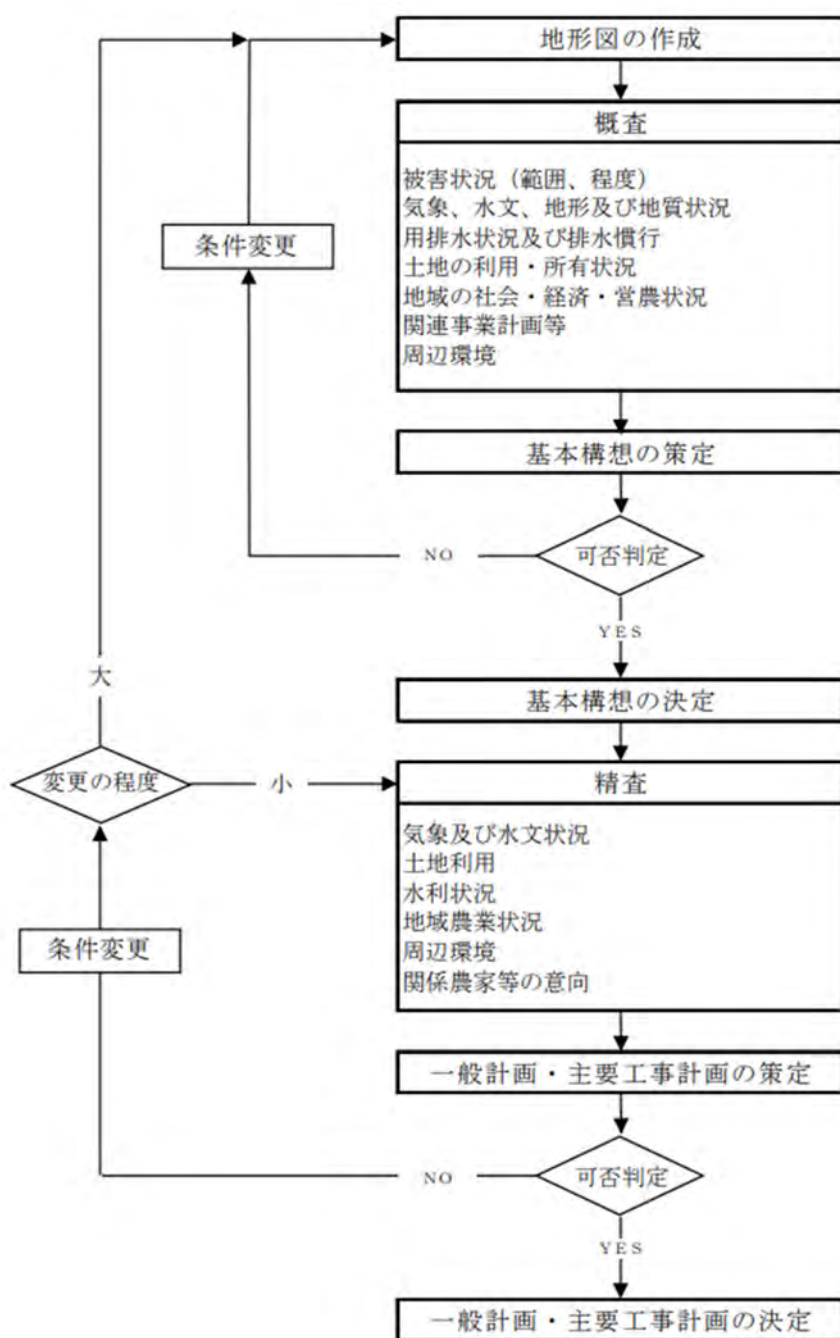 地形図の作成
概査
被害状況（範囲、程度）
気象、水文、地形及び地質状況
用排水状況及び排水慣行
土地の利用・所有状況
地域の社会・経済・営農状況
関連事業計画等
周辺環境
条件変更
基本構想の策定
可否判定
NO
YES
基本構想の決定
大
変更の程度
小
精査
気象及び水文状況
土地利用
水利状況
地域農業状況
周辺環境
関係農家等の意向
条件変更
一般計画・主要工事計画の策定
可否判定
NO
YES
一般計画・主要工事計画の決定